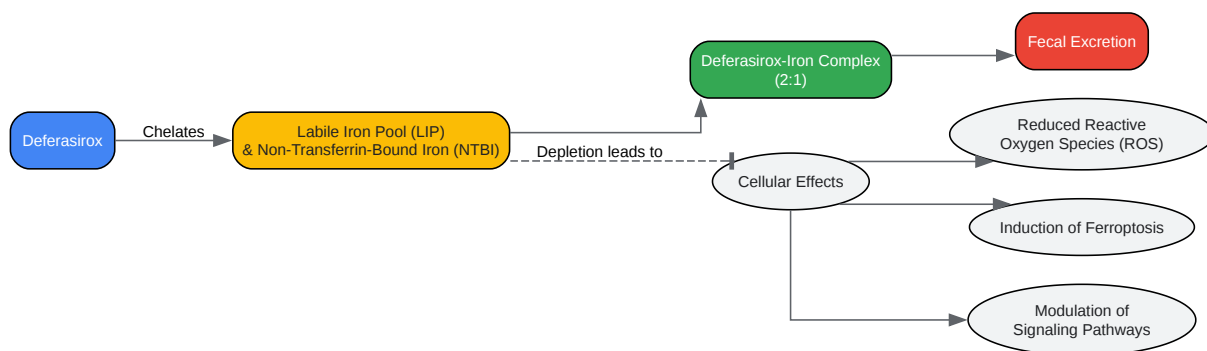 Deferasirox
Chelates
Labile Iron Pool (LIP)
& Non-Transferrin-Bound Iron (NTBI)
Depletion leads to
Deferasirox-Iron Complex
(2:1)
Fecal Excretion
Cellular Effects
Reduced Reactive
Oxygen Species (ROS)
Induction of Ferroptosis
Modulation of
Signaling Pathways